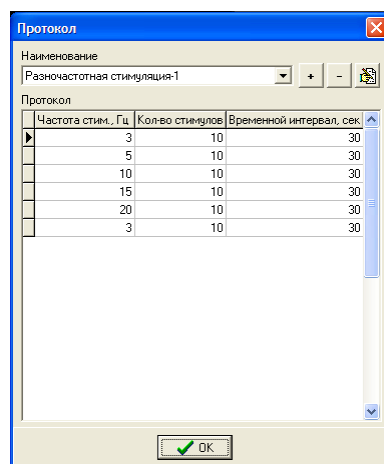 Протокол
Наименование
Разночастотная стимуляция-1
+ -
Протокол
Частота стим., Гц Кол-во стимулов Временной интервал, сек
3 10 30
5 10 30
10 10 30
15 10 30
20 10 30
3 10 30
OK